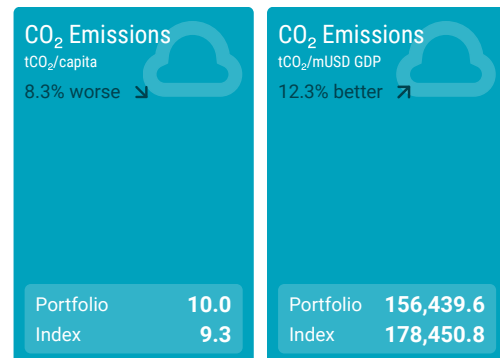 CO₂ Emissions
tCO₂/capita
8.3% worse
Portfolio 10.0
Index 9.3
CO₂ Emissions
tCO₂/mUSD GDP
12.3% better
Portfolio 156,439.6
Index 178,450.8